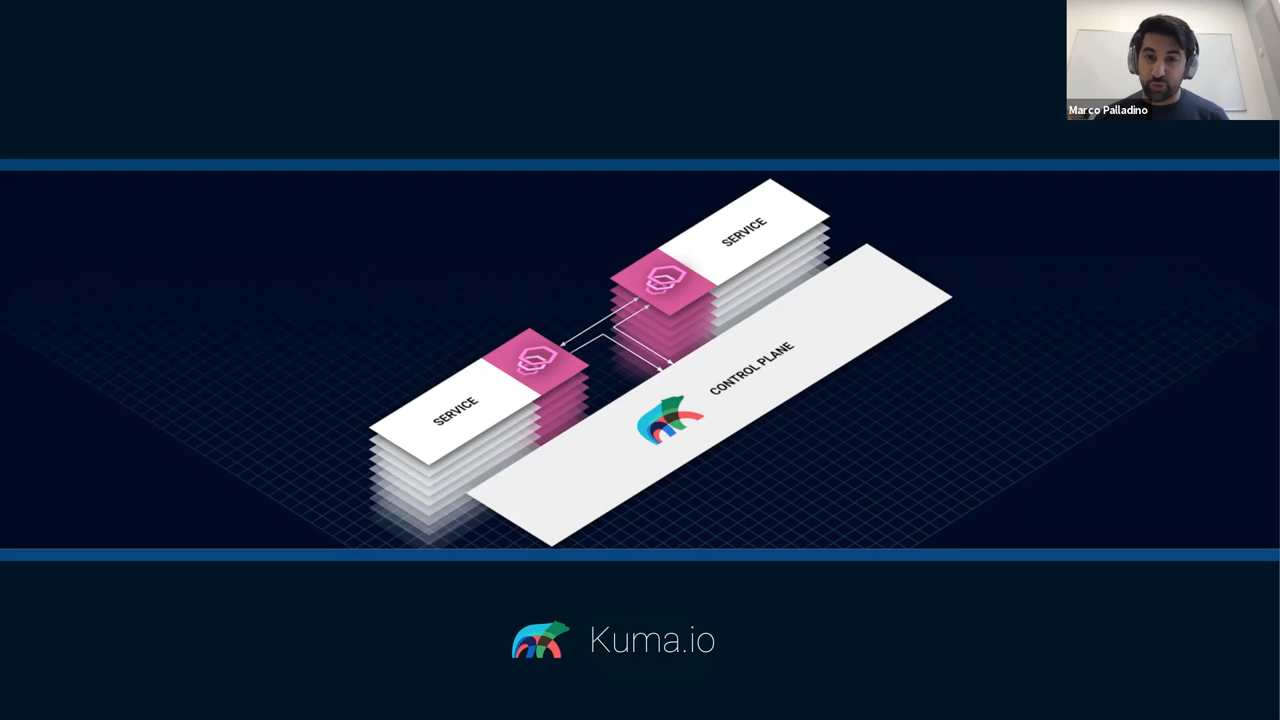 Marco Palladino
SERVICE
SERVICE
CONTROL PLANE
Kuma.io